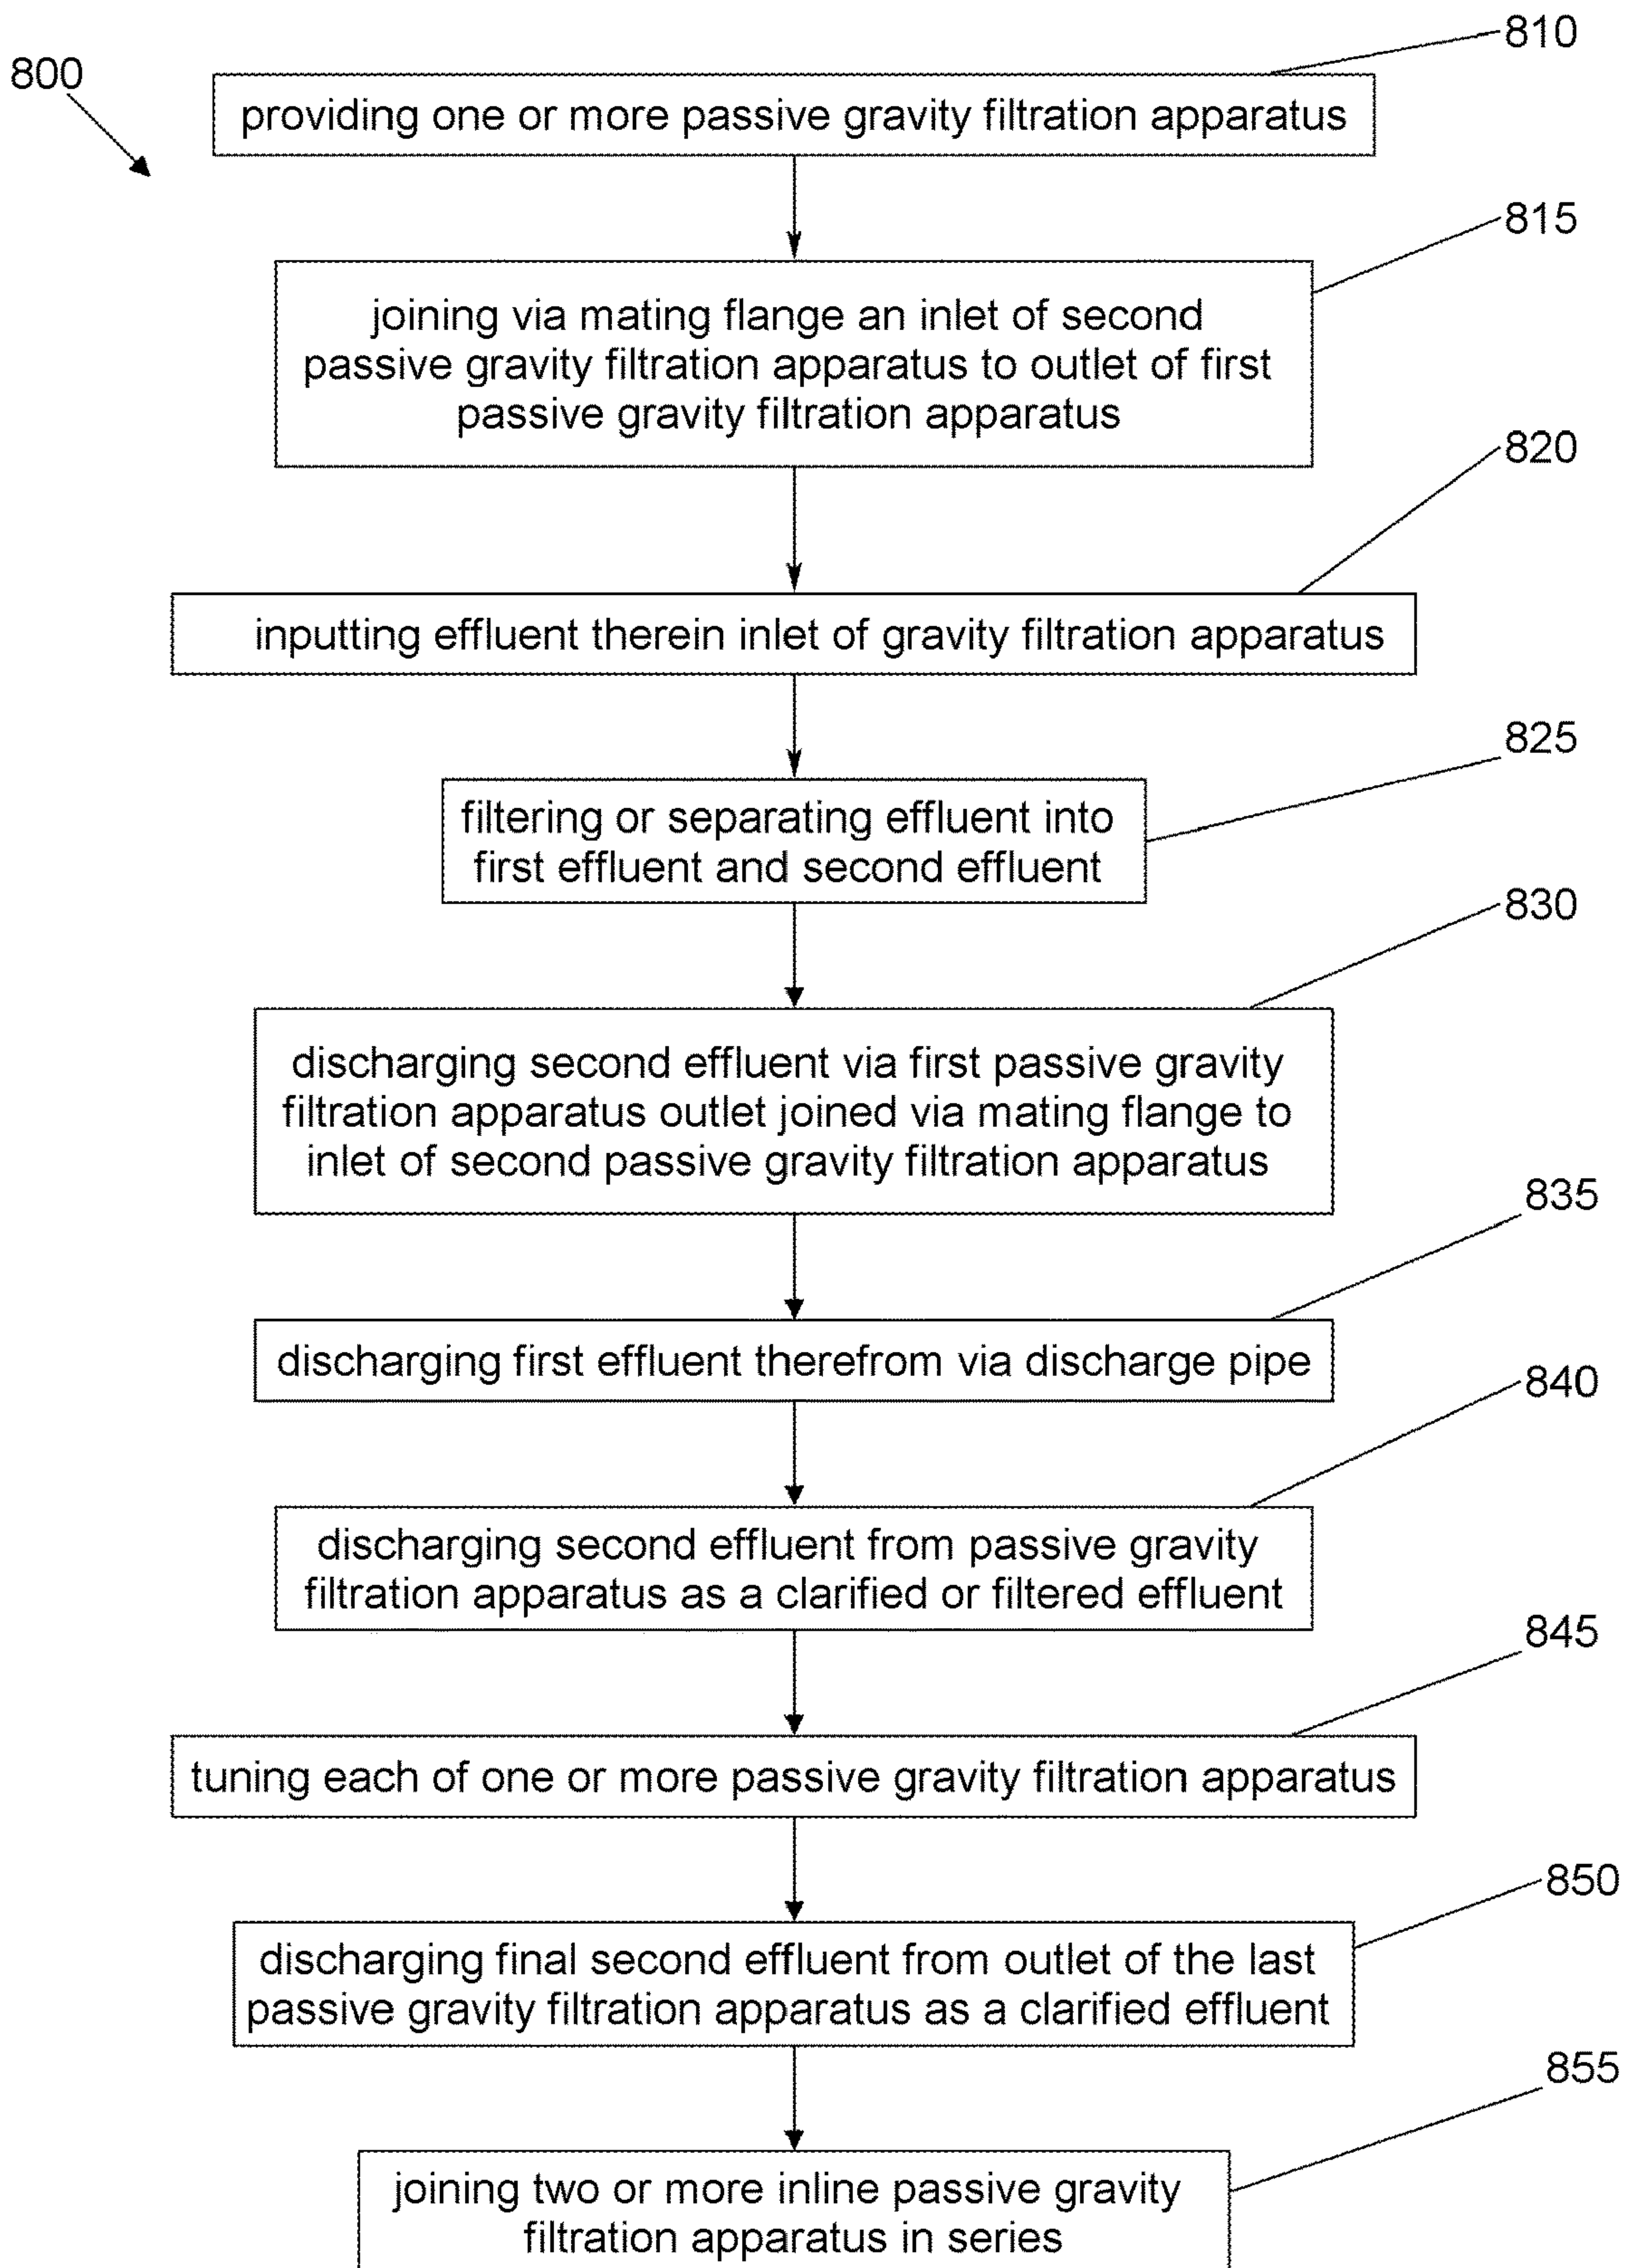 810
800
providing one or more passive gravity filtration apparatus
815
joining via mating flange an inlet of second
passive gravity filtration apparatus to outlet of first
passive gravity filtration apparatus
820
inputting effluent therein inlet of gravity filtration apparatus
825
filtering or separating effluent into
first effluent and second effluent
830
discharging second effluent via first passive gravity
filtration apparatus outlet joined via mating flange to
inlet of second passive gravity filtration apparatus
835
discharging first effluent therefrom via discharge pipe
840
discharging second effluent from passive gravity
filtration apparatus as a clarified or filtered effluent
845
tuning each of one or more passive gravity filtration apparatus
850
discharging final second effluent from outlet of the last
passive gravity filtration apparatus as a clarified effluent
855
joining two or more inline passive gravity
filtration apparatus in series